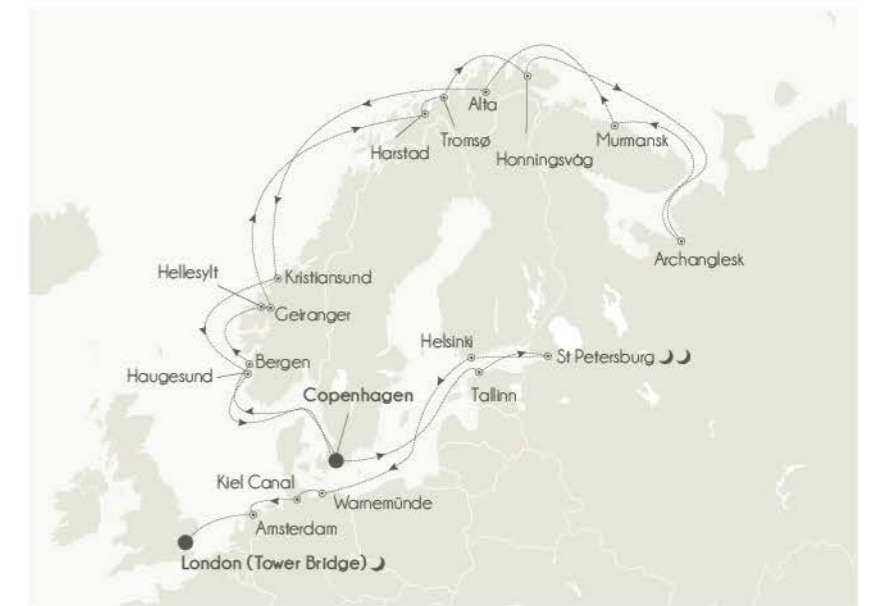 Alta
Harstad
Tromsø
Honningsvåg
Murmansk
Archanglesk
Hellesylt
Kristiansund
Geiranger
Helsinki
St Petersburg
Bergen
Haugesund
Copenhagen
Tallinn
Kiel Canal
Warnemünde
Amsterdam
London (Tower Bridge)